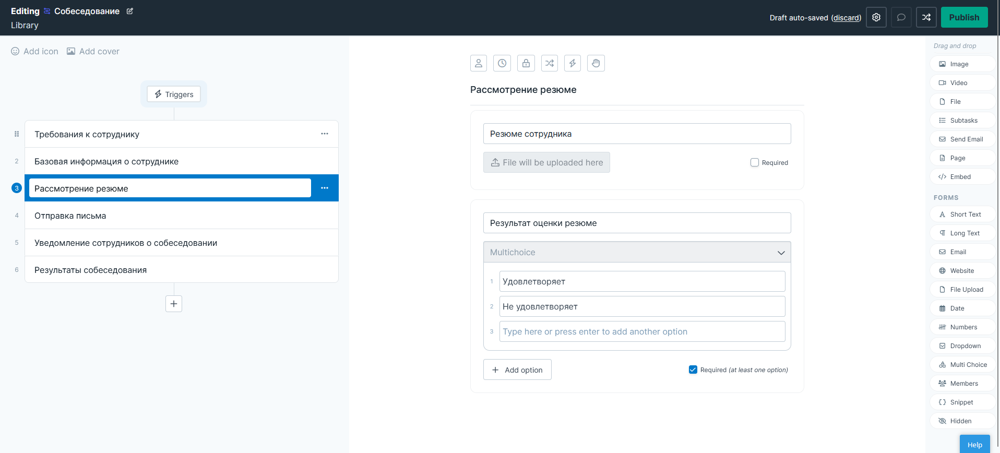 Editing Собеседование
Library
Draft auto-saved (discard)
Publish
Add icon Add cover
Triggers
Требования к сотруднику
2 Базовая информация о сотруднике
3 Рассмотрение резюме
4 Отправка письма
5 Уведомление сотрудников о собеседовании
6 Результаты собеседования
Рассмотрение резюме
Резюме сотрудника
File will be uploaded here
Required
Результат оценки резюме
Multichoice
1 Удовлетворяет
2 Не удовлетворяет
3 Type here or press enter to add another option
Add option
Required (at least one option)
Drag and drop
Image
Video
File
Subtasks
Send Email
Page
Embed
FORMS
Short Text
Long Text
Email
Website
File Upload
Date
Numbers
Dropdown
Multi Choice
Members
Snippet
Hidden
Help